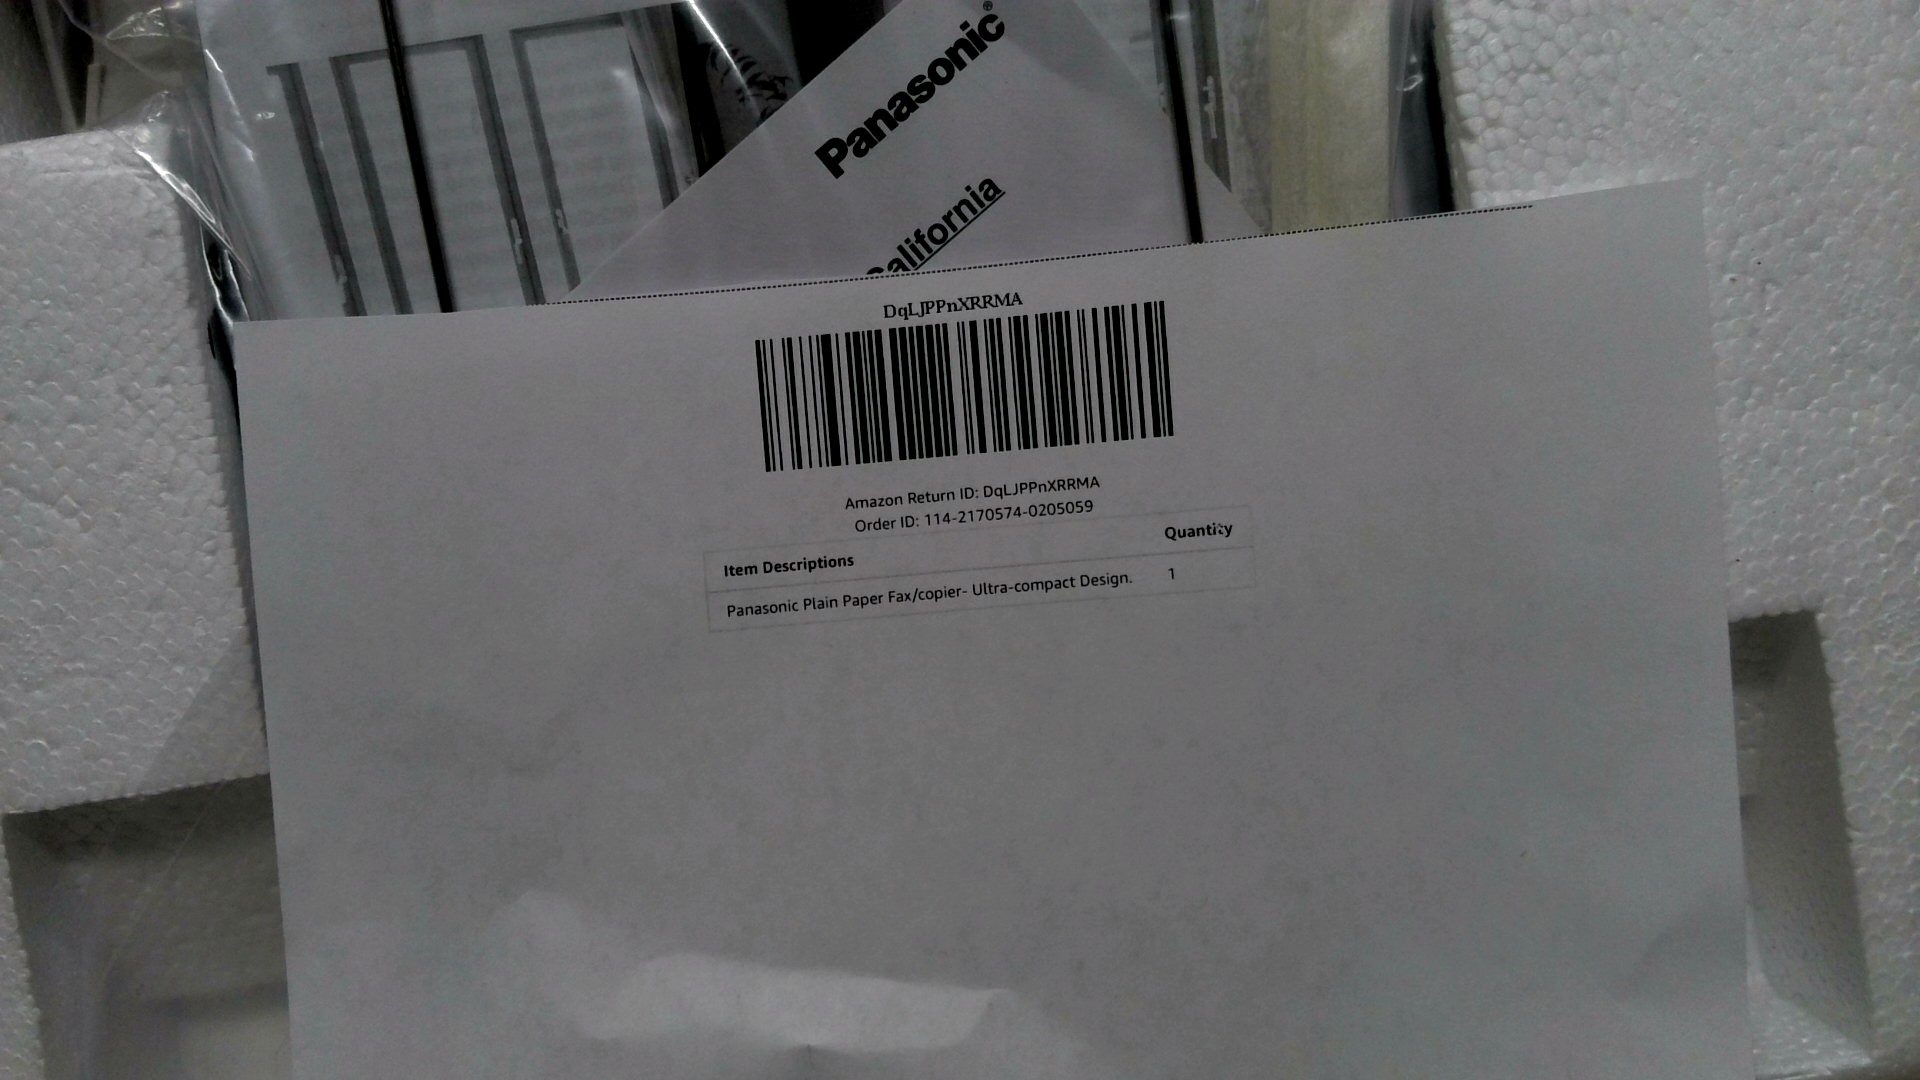 Panasonic®
California
DqLJPPnXRRMA
Amazon Return ID: DqLJPPnXRRMA
Order ID: 114-2170574-0205059
Item Descriptions Quantity
Panasonic Plain Paper Fax/copier- Ultra-compact Design. 1